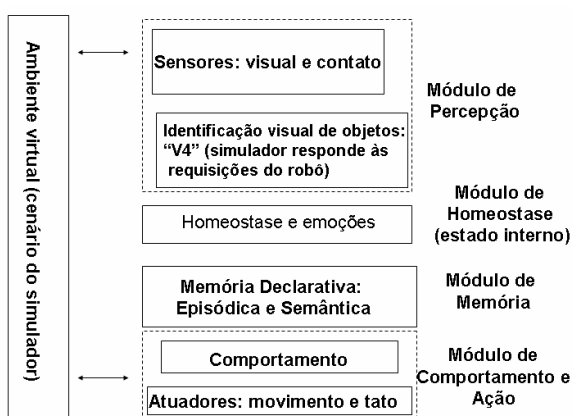 Ambiente virtual (cenário do simulador)
Sensores: visual e contato
Identificação visual de objetos:
“V4” (simulador responde às
requisições do robô)
Módulo de
Percepção
Homeostase e emoções
Módulo de
Homeostase
(estado interno)
Memória Declarativa:
Episódica e Semântica
Módulo de
Memória
Comportamento
Atuadores: movimento e tato
Módulo de
Comportamento e
Ação